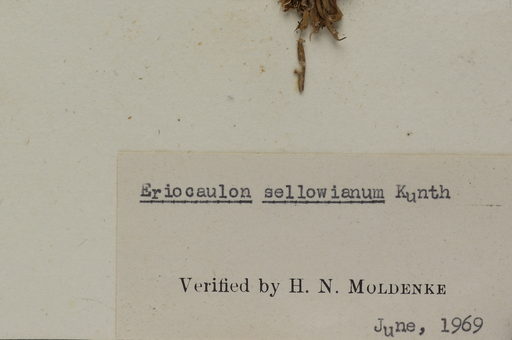 Eriocaulon sellowianum Kunth
Verified by H. N. MOLDENKE
June, 1969